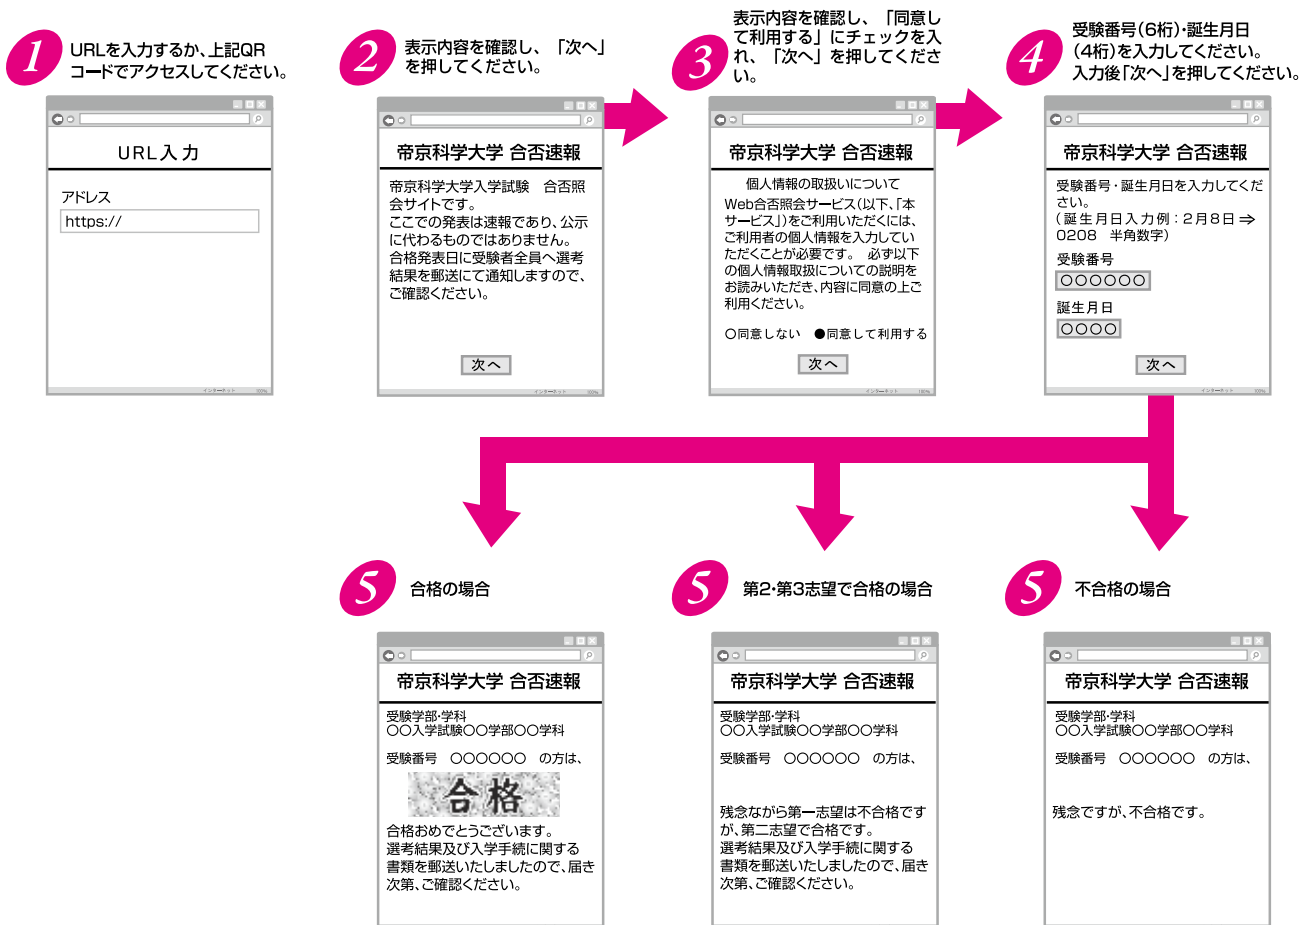 1
URLを入力するか、上記QR
コードでアクセスしてください。
URL入力
アドレス
https://
インターネット 100%
2
表示内容を確認し、「次へ」
を押してください。
帝京科学大学 合否速報
帝京科学大学入学試験 合否照
会サイトです。
ここでの発表は速報であり、公示
に代わるものではありません。
合格発表日に受験者全員へ選考
結果を郵送にて通知しますので、
ご確認ください。
次へ
インターネット 100%
3
表示内容を確認し、「同意し
て利用する」にチェックを入
れ、「次へ」を押してくださ
い。
帝京科学大学 合否速報
個人情報の取扱いについて
Web合否照会サービス(以下、「本
サービス」)をご利用いただくには、
ご利用者の個人情報を入力してい
ただくことが必要です。 必ず以下
の個人情報取扱についての説明を
お読みいただき、内容に同意の上ご
利用ください。
○同意しない ●同意して利用する
次へ
インターネット 100%
4
受験番号(6桁)・誕生月日
(4桁)を入力してください。
入力後「次へ」を押してください。
帝京科学大学 合否速報
受験番号・誕生月日を入力してくだ
さい。
(誕生月日入力例:2月8日⇒
0208 半角数字)
受験番号
○○○○○○
誕生月日
○○○○
次へ
インターネット 100%
5
合格の場合
帝京科学大学 合否速報
受験学部・学科
○○入学試験○○学部○○学科
受験番号 ○○○○○○ の方は、
合格
合格おめでとうございます。
選考結果及び入学手続に関する
書類を郵送いたしましたので、届き
次第、ご確認ください。
5
第2・第3志望で合格の場合
帝京科学大学 合否速報
受験学部・学科
○○入学試験○○学部○○学科
受験番号 ○○○○○○ の方は、
残念ながら第一志望は不合格です
が、第二志望で合格です。
選考結果及び入学手続に関する
書類を郵送いたしましたので、届き
次第、ご確認ください。
5
不合格の場合
帝京科学大学 合否速報
受験学部・学科
○○入学試験○○学部○○学科
受験番号 ○○○○○○ の方は、
残念ですが、不合格です。